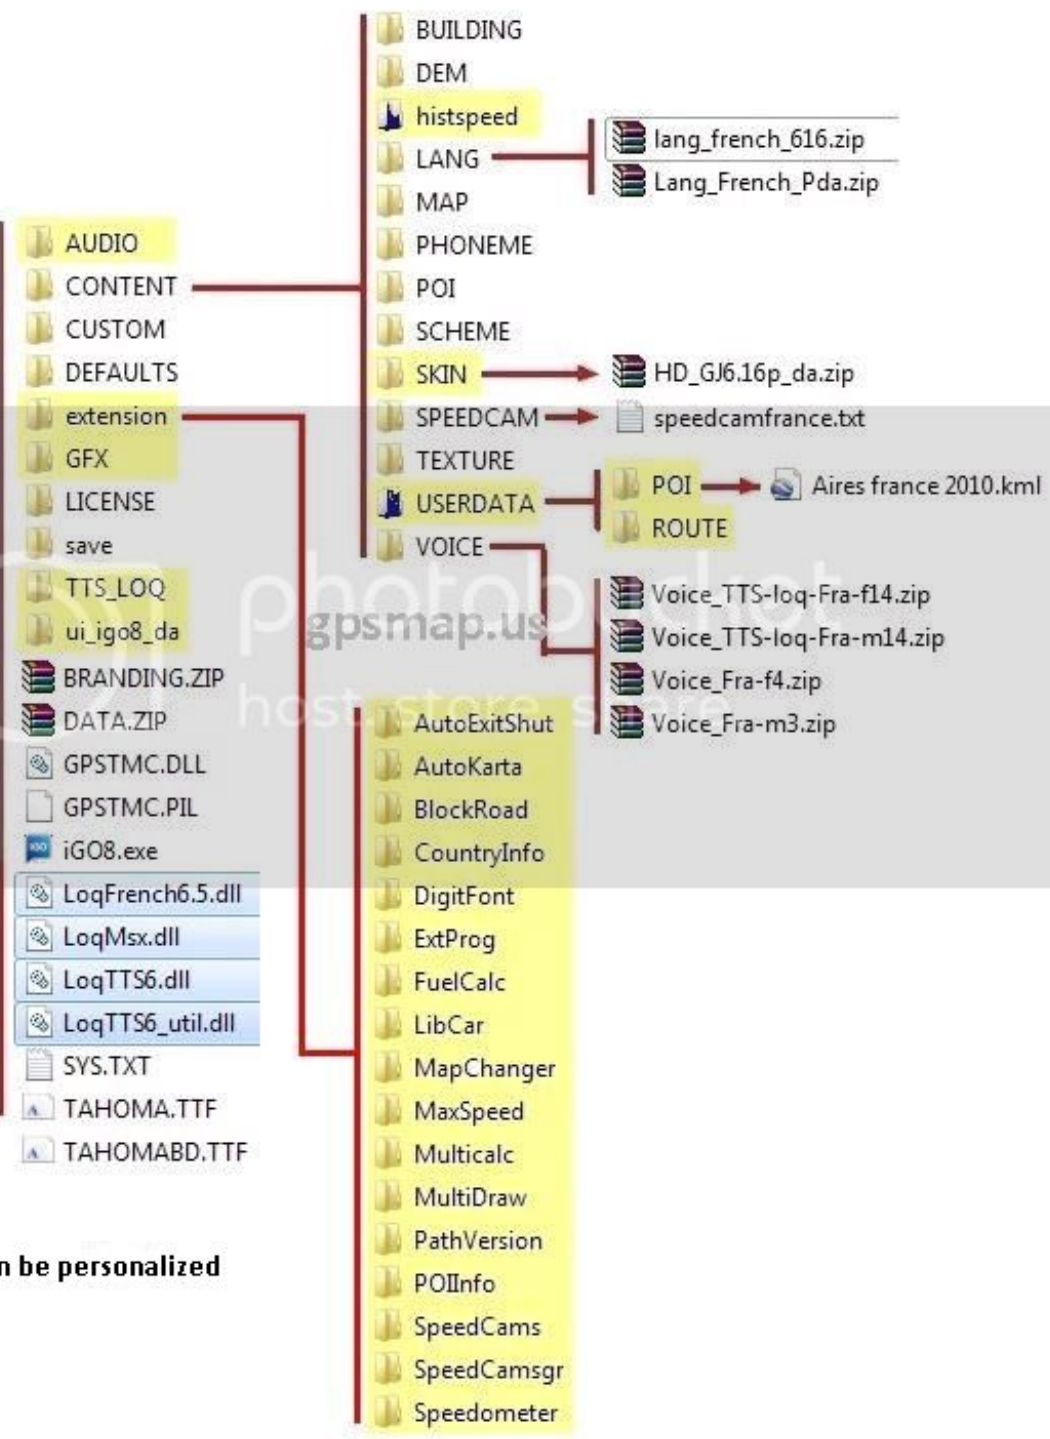 AUDIO
CONTENT
CUSTOM
DEFAULTS
extension
GFX
LICENSE
save
TTS_LOQ
ui_igo8_da
BRANDING.ZIP
DATA.ZIP
GPSTMC.DLL
GPSTMC.PIL
iGO8.exe
LoqFrench6.5.dll
LoqMsx.dll
LoqTTS6.dll
LoqTTS6_util.dll
SYS.TXT
TAHOMA.TTF
TAHOMABD.TTF
n be personalized
BUILDING
DEM
histspeed
LANG
MAP
PHONEME
POI
SCHEME
SKIN
SPEEDCAM
TEXTURE
USERDATA
VOICE
lang_french_616.zip
Lang_French_Pda.zip
HD_GJ6.16p_da.zip
speedcamfrance.txt
POI
Aires france 2010.kml
ROUTE
Voice_TTS-loq-Fra-f14.zip
Voice_TTS-loq-Fra-m14.zip
Voice_Fra-f4.zip
Voice_Fra-m3.zip
photobucket
gpsmap.us
host. store. share
AutoExitShut
AutoKarta
BlockRoad
CountryInfo
DigitFont
ExtProg
FuelCalc
LibCar
MapChanger
MaxSpeed
Multicalc
MultiDraw
PathVersion
POIInfo
SpeedCams
SpeedCamsgr
Speedometer